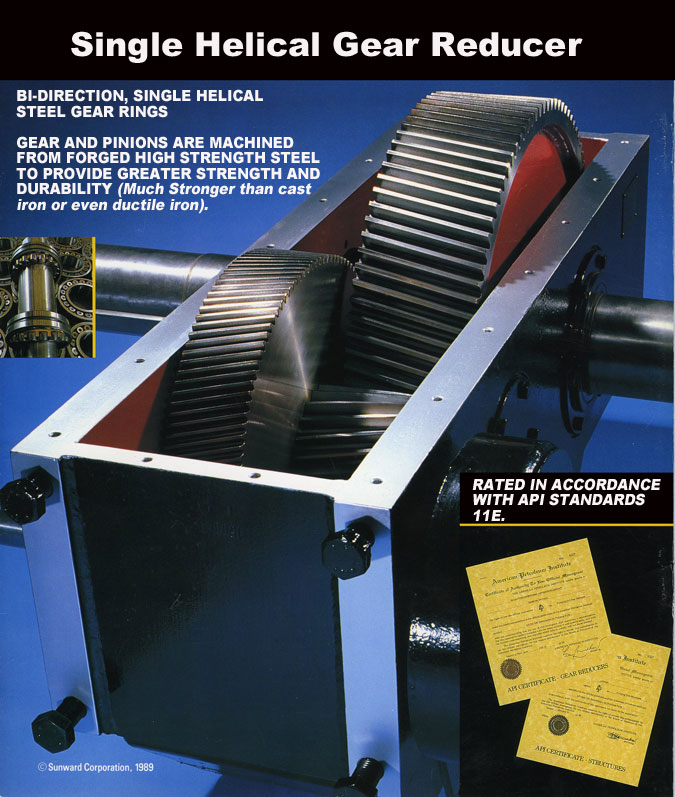 Single Helical Gear Reducer
BI-DIRECTION, SINGLE HELICAL
STEEL GEAR RINGS
GEAR AND PINIONS ARE MACHINED
FROM FORGED HIGH STRENGTH STEEL
TO PROVIDE GREATER STRENGTH AND
DURABILITY (Much Stronger than cast
iron or even ductile iron).
RATED IN ACCORDANCE
WITH API STANDARDS
11E.
American Petroleum Institute
Certificate of Authority To Use Official Monogram
API CERTIFICATE - GEAR REDUCERS
Institute
API CERTIFICATE - STRUCTURES
© Sunward Corporation, 1989